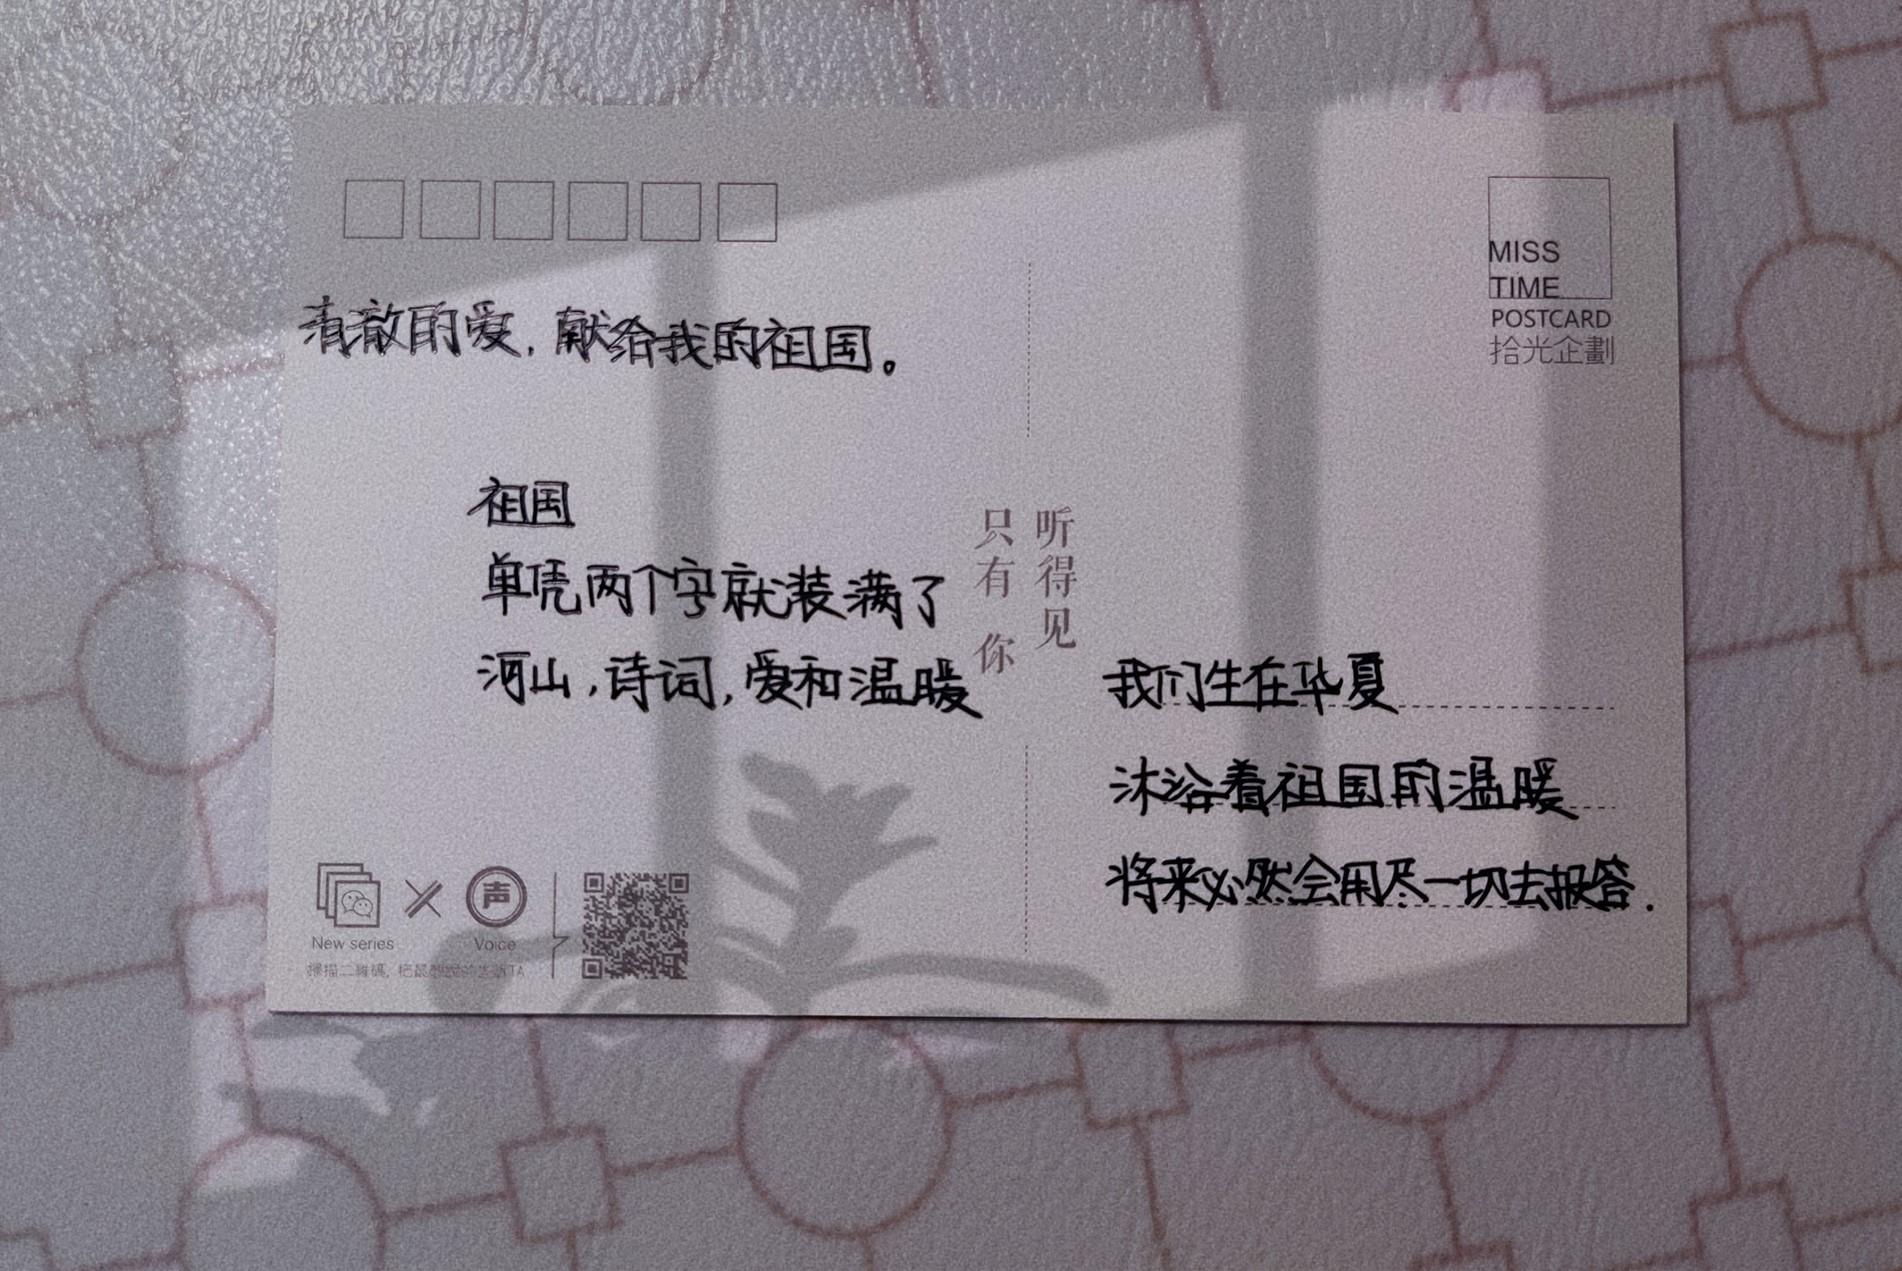 MISS
TIME
POSTCARD
拾光企劃
清澈的爱,献给我的祖国。
祖国
单凭两个字就装满了
河山,诗词,爱和温暖
听得见
只有 你
我们生在华夏
沐浴着祖国的温暖
将来必然会用尽一切去报答.
声
New series
Voice